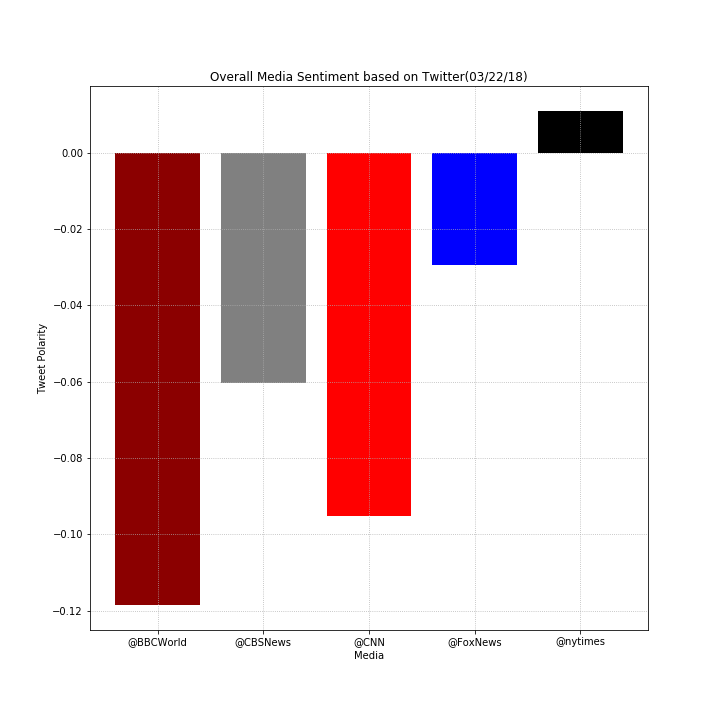 Overall Media Sentiment based on Twitter(03/22/18)
0.00
−0.02
−0.04
−0.06
−0.08
−0.10
−0.12
Tweet Polarity
@BBCWorld @CBSNews @CNN @FoxNews @nytimes
Media